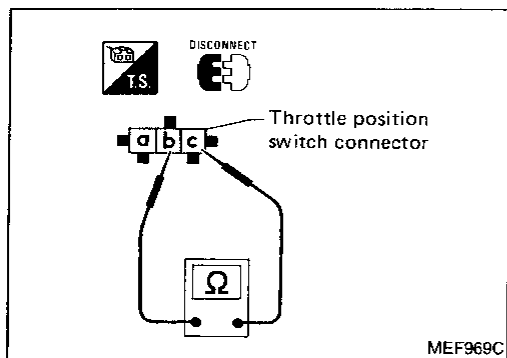 T.S.
DISCONNECT
Throttle position
switch connector
a b c
Ω
MEF969C